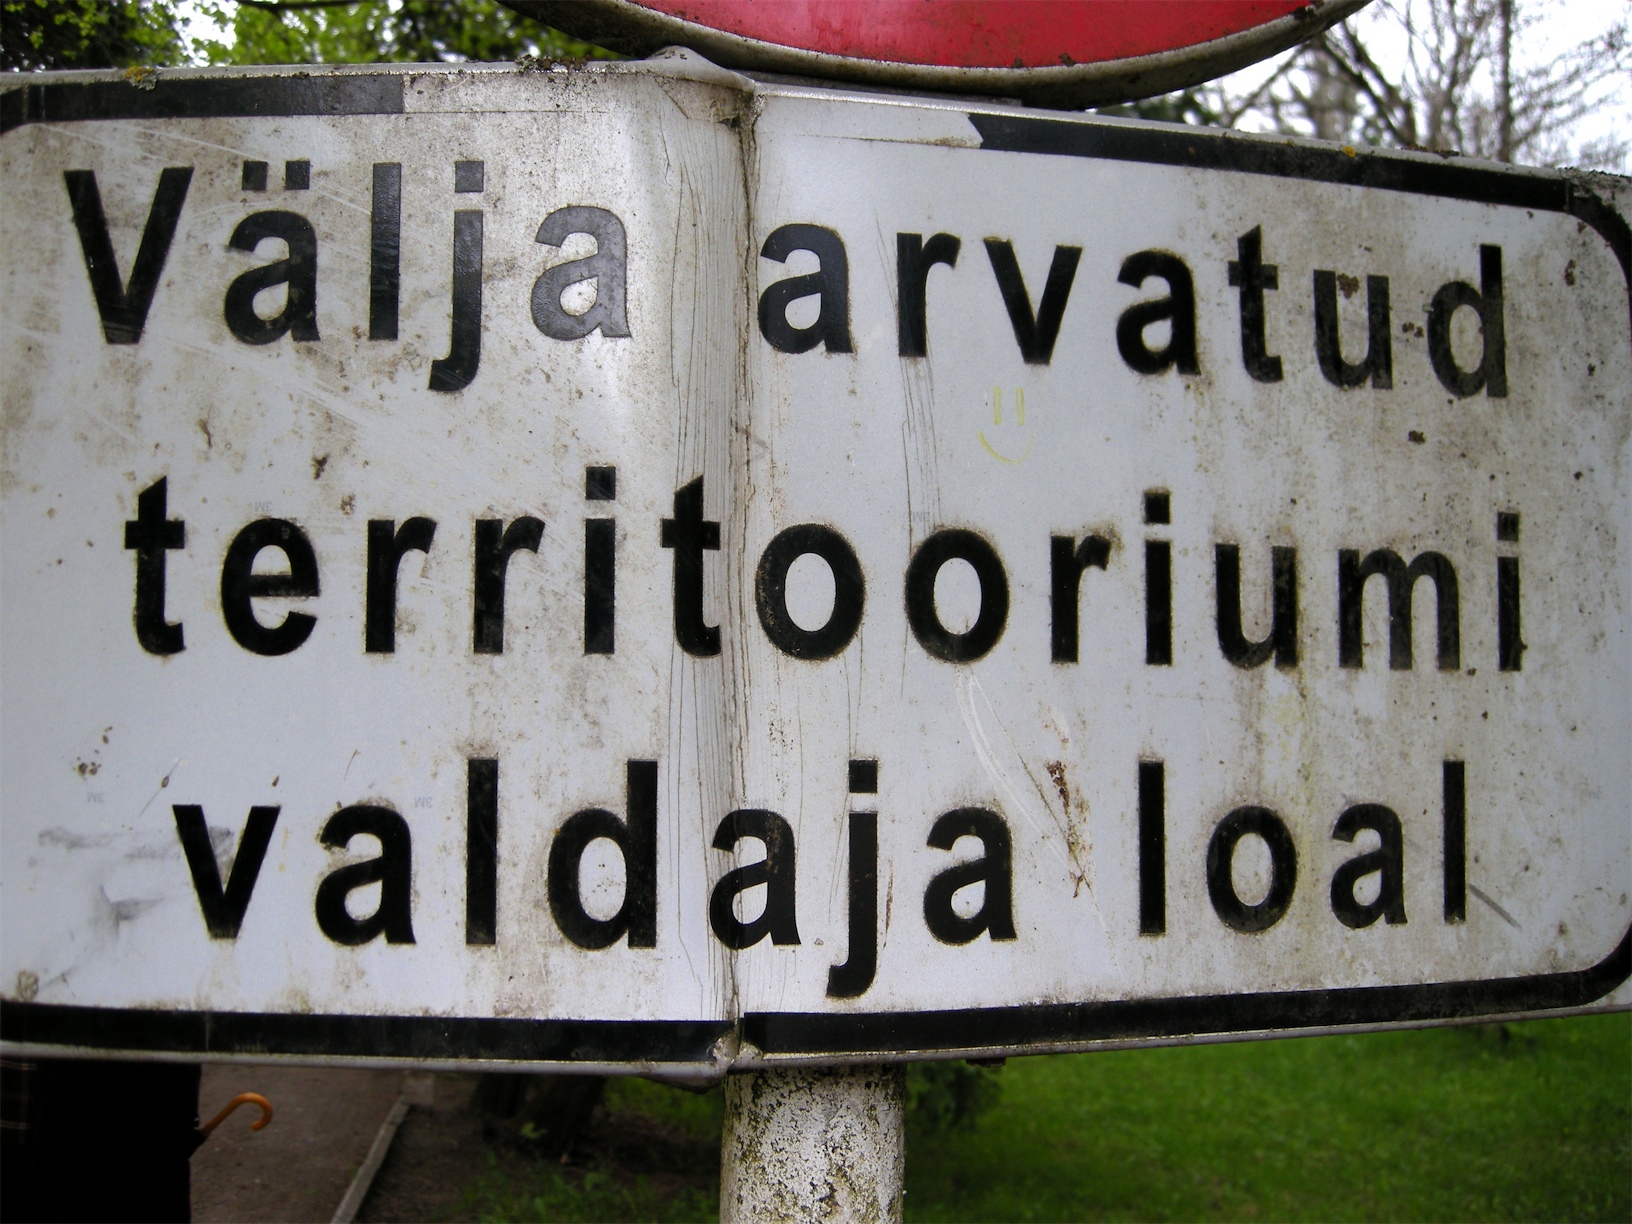 Välja arvatud
territooriumi
valdaja loal